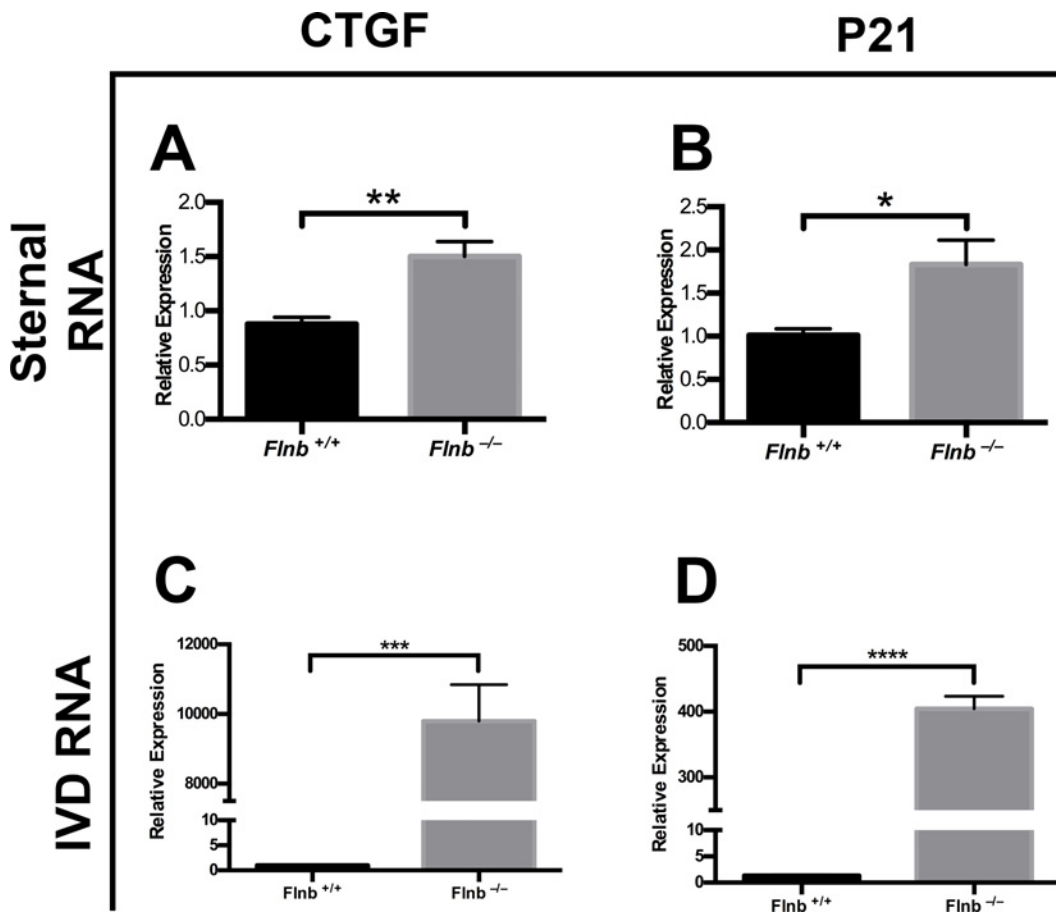 CTGF
P21
Sternal
RNA
A
**
Relative Expression
2.0
1.5
1.0
0.5
0.0
Flnb +/+
Flnb –/–
B
*
Relative Expression
2.5
2.0
1.5
1.0
0.5
0.0
Flnb +/+
Flnb –/–
IVD RNA
C
***
Relative Expression
12000
10000
8000
10
5
0
Flnb +/+
Flnb –/–
D
****
Relative Expression
500
400
300
10
5
0
Flnb +/+
Flnb –/–